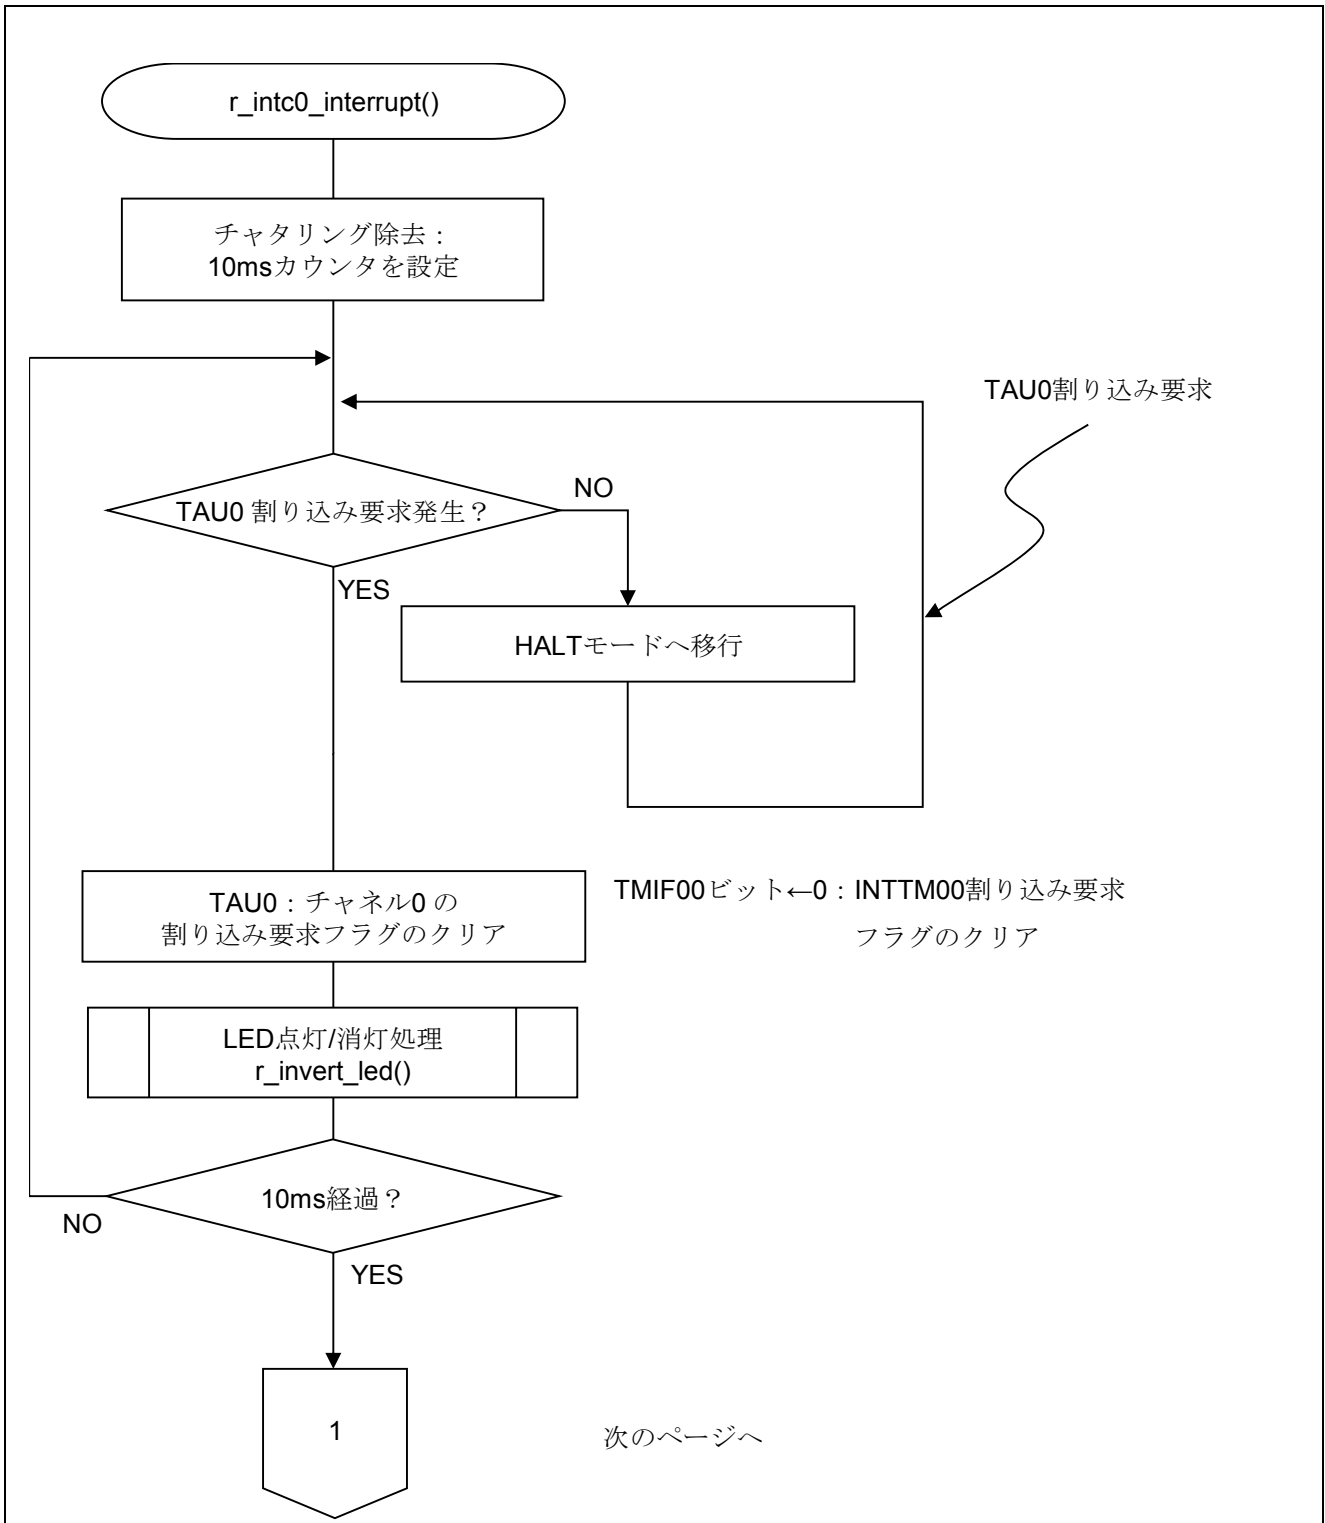 r_intc0_interrupt()
チャタリング除去：
10msカウンタを設定
TAU0割り込み要求
TAU0 割り込み要求発生？
NO
YES
HALTモードへ移行
TAU0：チャネル0 の
割り込み要求フラグのクリア
TMIF00ビット←0：INTTM00割り込み要求
フラグのクリア
LED点灯/消灯処理
r_invert_led()
10ms経過？
NO
YES
1
次のページへ